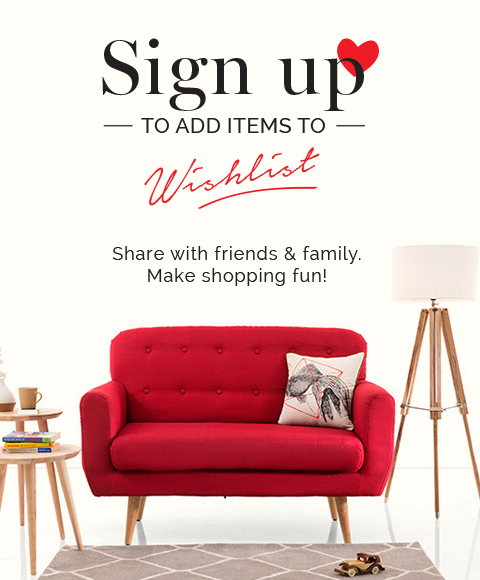 Sign up
TO ADD ITEMS TO
Wishlist
Share with friends & family.
Make shopping fun!